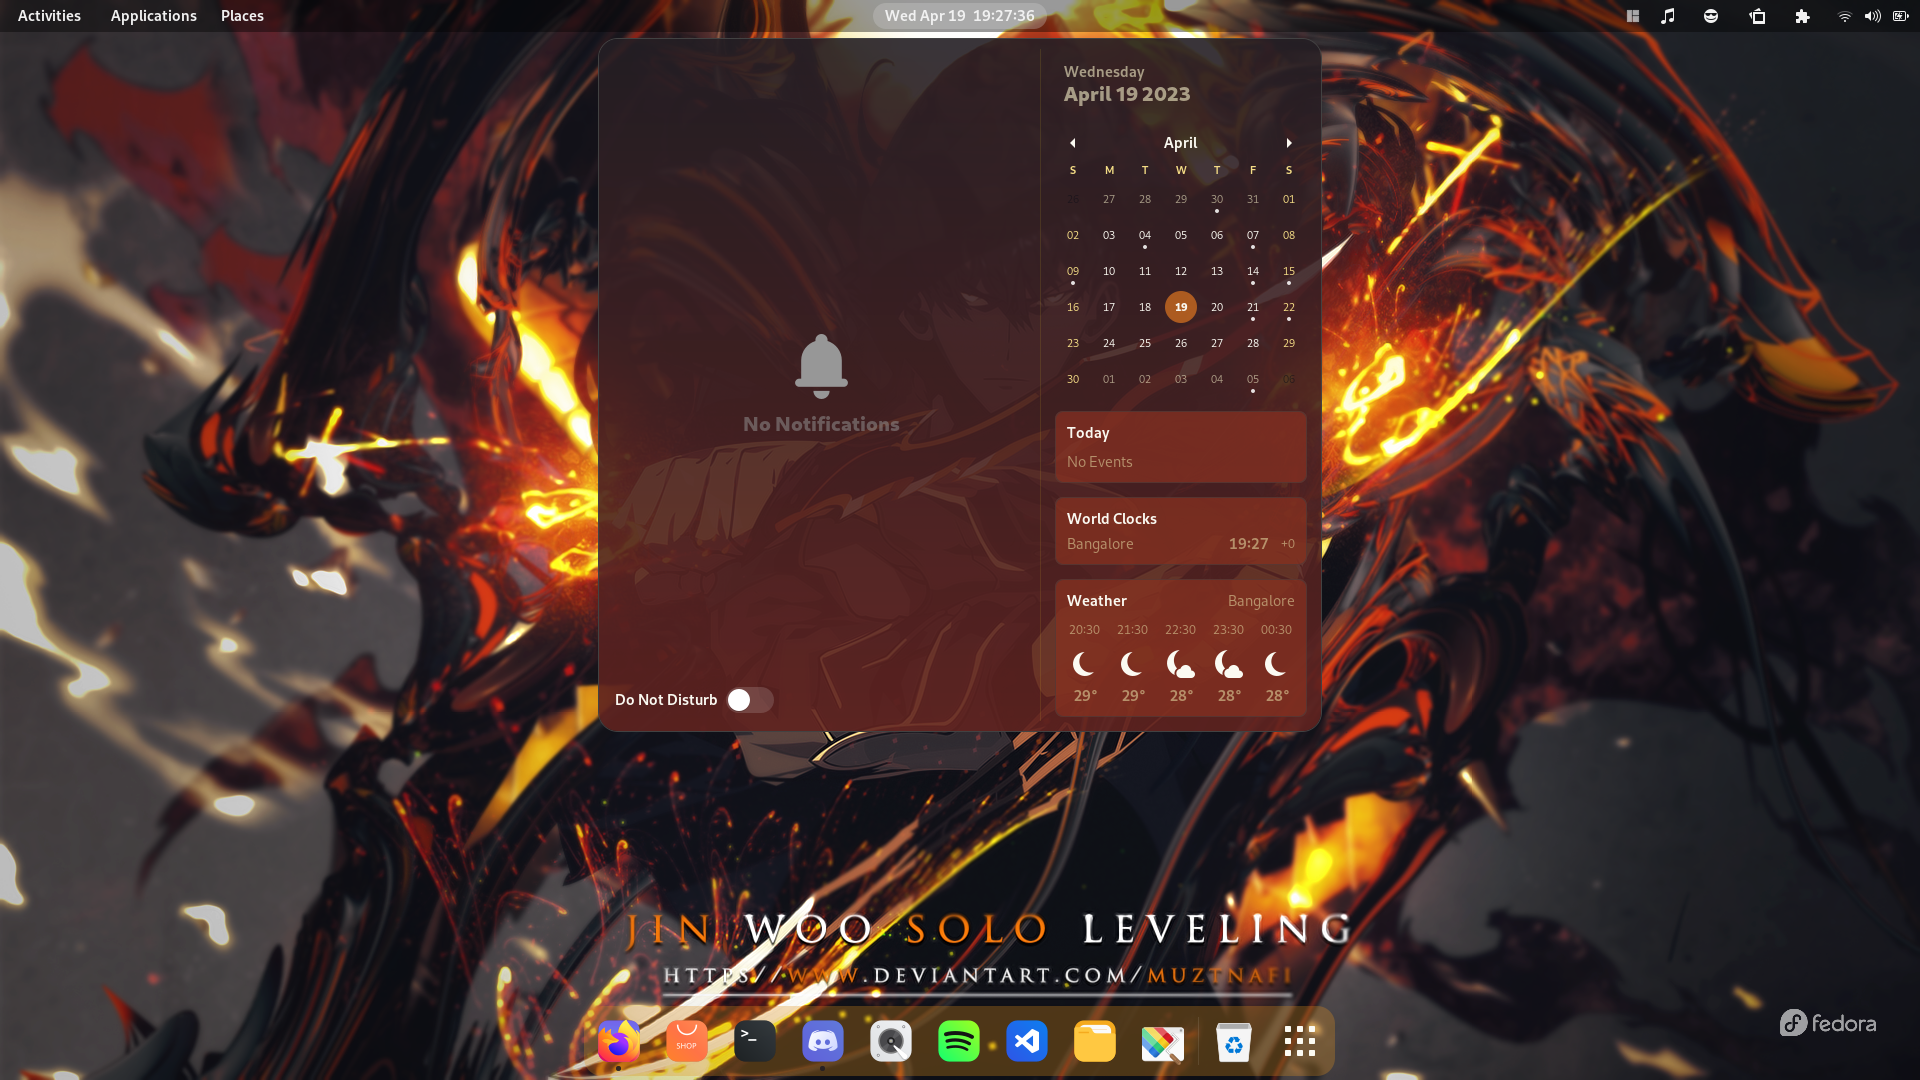 Activities Applications Places Wed Apr 19 19:27:36
Wednesday
April 19 2023
April
S M T W T F S
26 27 28 29 30 31 01
02 03 04 05 06 07 08
09 10 11 12 13 14 15
16 17 18 19 20 21 22
23 24 25 26 27 28 29
30 01 02 03 04 05 06
No Notifications
Today
No Events
World Clocks
Bangalore 19:27 +0
Weather Bangalore
20:30 21:30 22:30 23:30 00:30
29° 29° 28° 28° 28°
Do Not Disturb
JIN WOO SOLO LEVELING
HTTPS//WWW.DEVIANTART.COM/MUZTNAFI
SHOP
>_
fedora